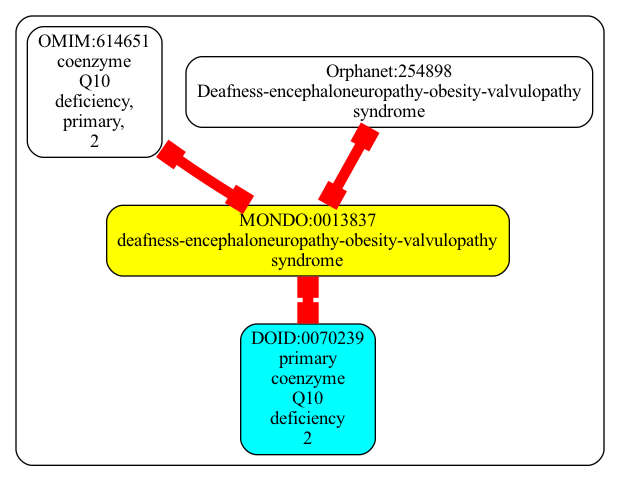 OMIM:614651
coenzyme
Q10
deficiency,
primary,
2
Orphanet:254898
Deafness-encephaloneuropathy-obesity-valvulopathy
syndrome
MONDO:0013837
deafness-encephaloneuropathy-obesity-valvulopathy
syndrome
DOID:0070239
primary
coenzyme
Q10
deficiency
2